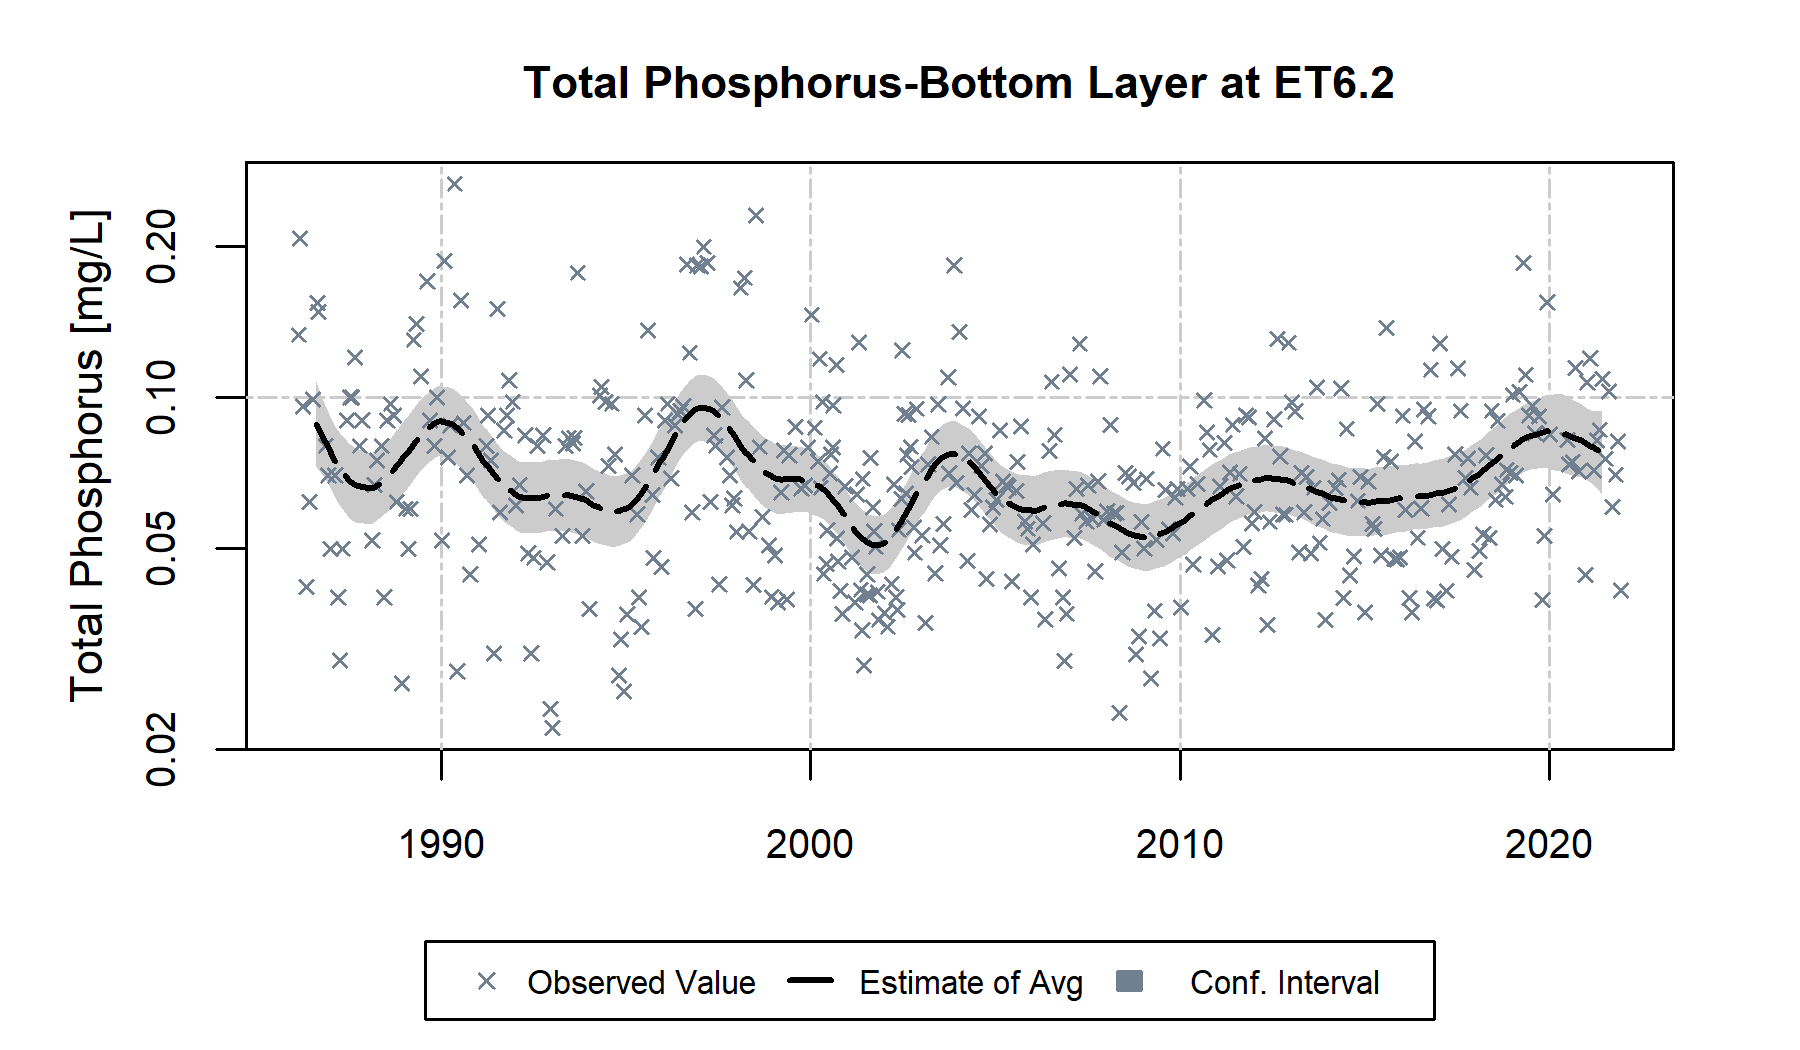 Total Phosphorus-Bottom Layer at ET6.2
Total Phosphorus [mg/L]
0.20
0.10
0.05
0.02
1990 2000 2010 2020
Observed Value Estimate of Avg Conf. Interval